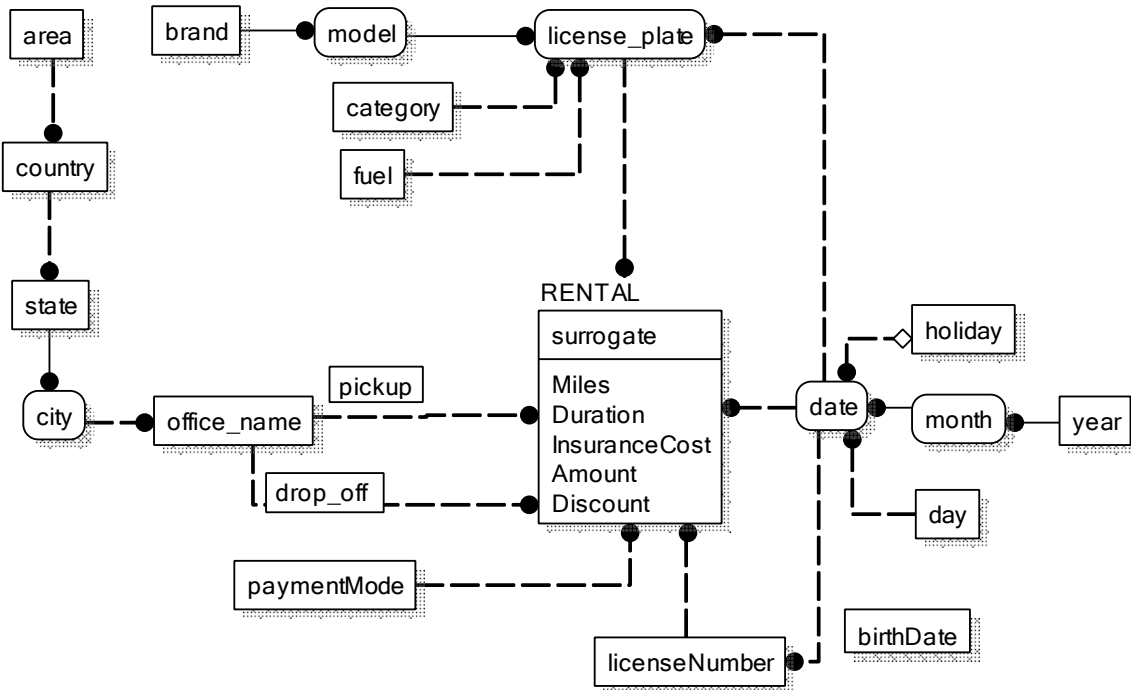 area
brand
model
license_plate
category
country
fuel
state
RENTAL
surrogate
holiday
pickup
Miles
Duration
InsuranceCost
Amount
Discount
city
office_name
date
month
year
drop_off
day
paymentMode
birthDate
licenseNumber